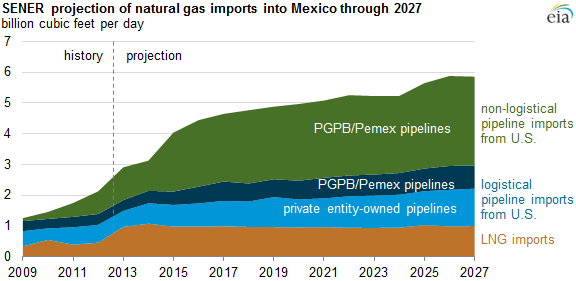 SENER projection of natural gas imports into Mexico through 2027
billion cubic feet per day
eia
7
6
5
4
3
2
1
0
history
projection
PGPB/Pemex pipelines
non-logistical
pipeline imports
from U.S.
PGPB/Pemex pipelines
private entity-owned pipelines
logistical
pipeline imports
from U.S.
LNG imports
2009 2011 2013 2015 2017 2019 2021 2023 2025 2027